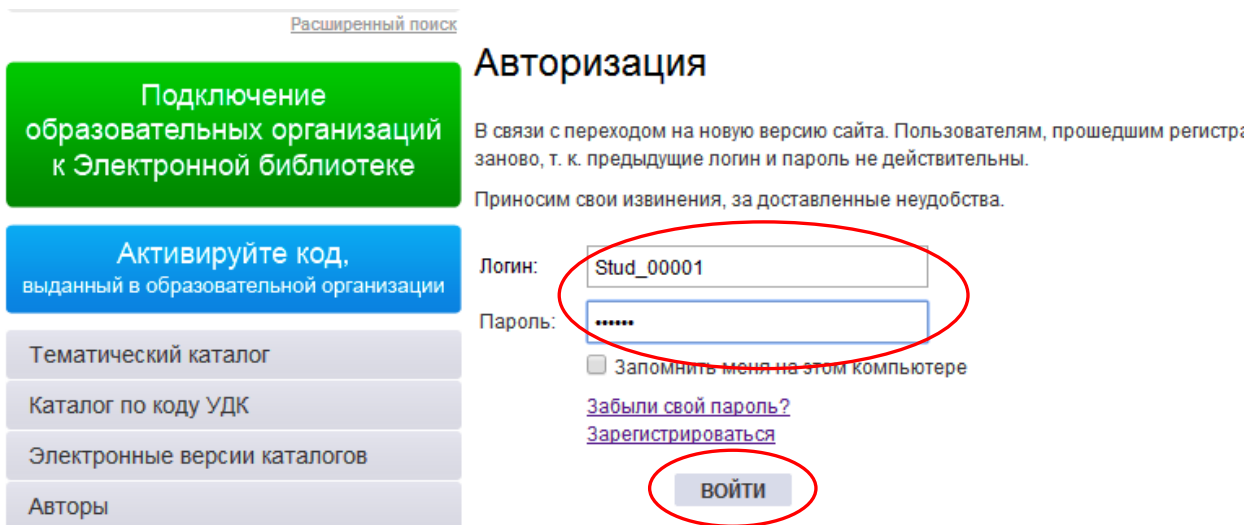 Расширенный поиск
Подключение
образовательных организаций
к Электронной библиотеке
Активируйте код,
выданный в образовательной организации
Тематический каталог
Каталог по коду УДК
Электронные версии каталогов
Авторы
Авторизация
В связи с переходом на новую версию сайта. Пользователям, прошедшим регистра
заново, т. к. предыдущие логин и пароль не действительны.
Приносим свои извинения, за доставленные неудобства.
Логин: Stud_00001
Пароль: ••••••
Запомнить меня на этом компьютере
Забыли свой пароль?
Зарегистрироваться
ВОЙТИ